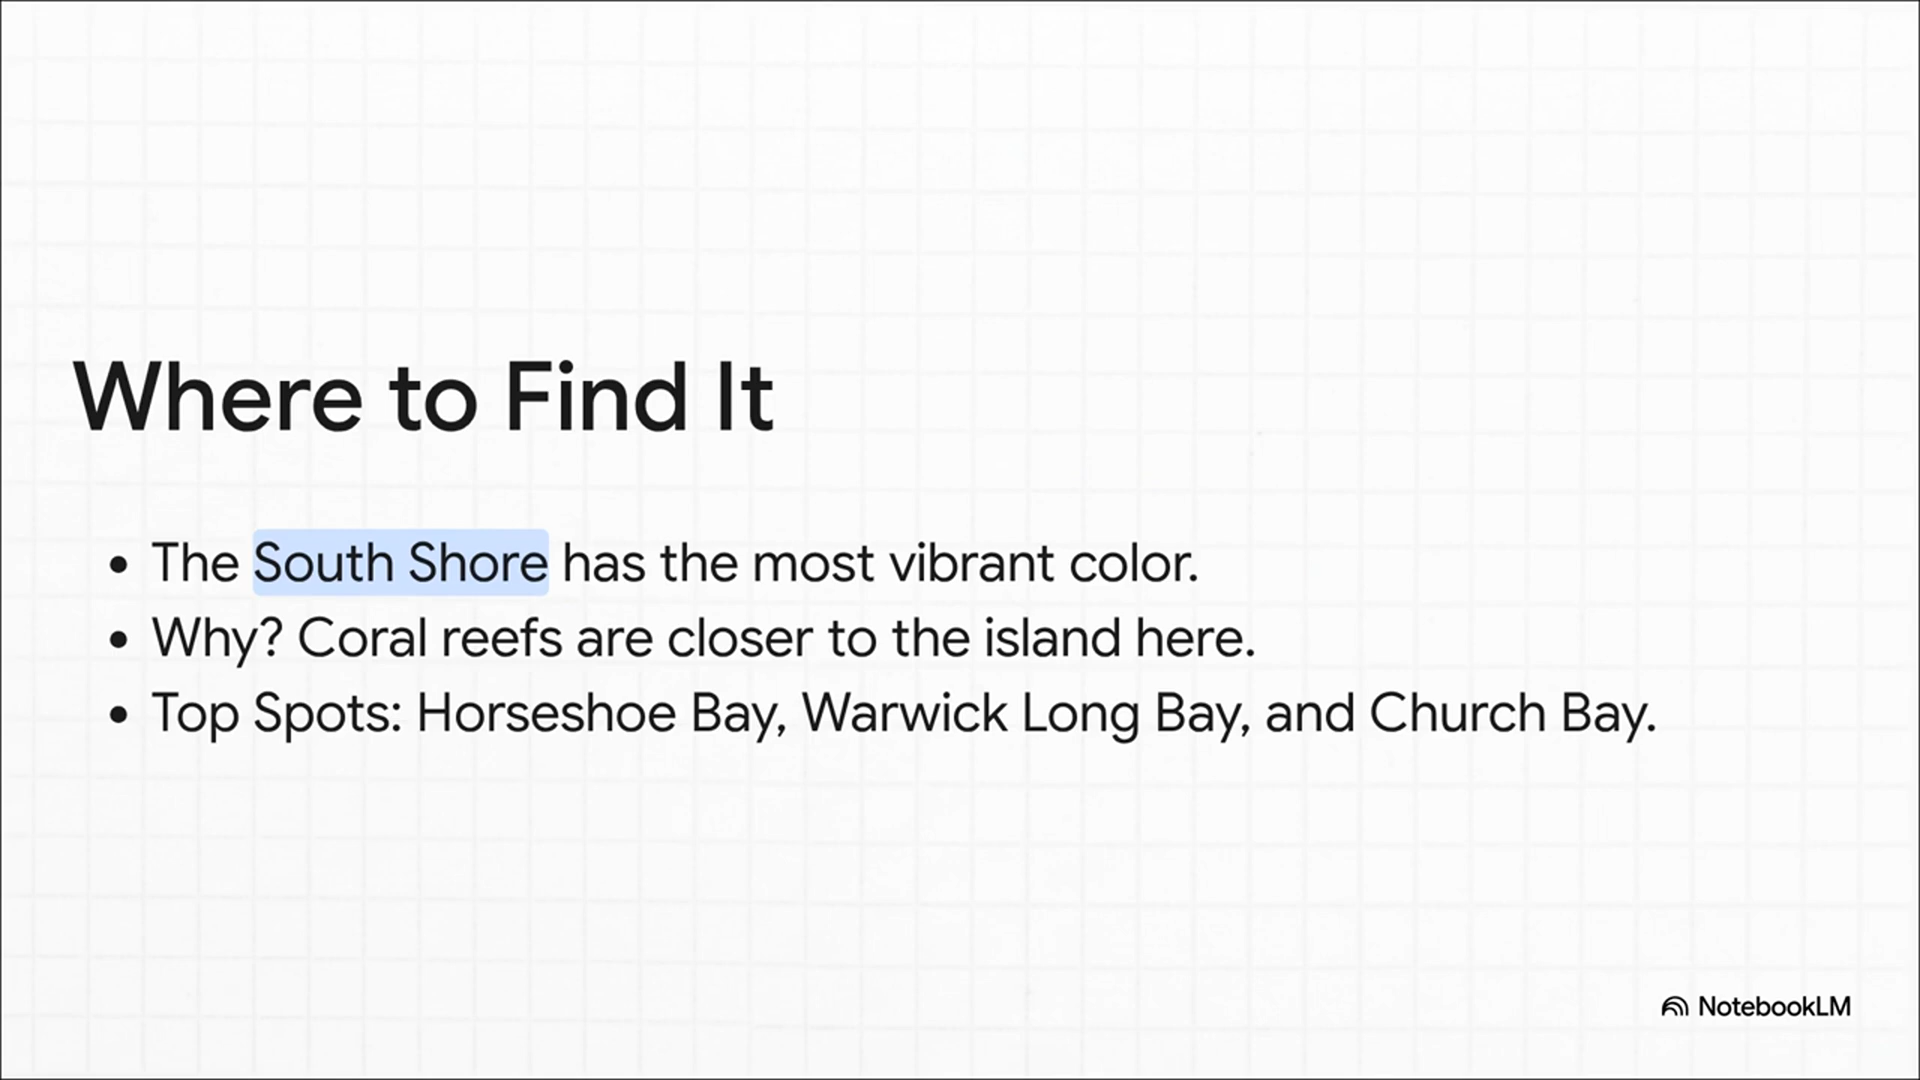 Where to Find It
• The South Shore has the most vibrant color.
• Why? Coral reefs are closer to the island here.
• Top Spots: Horseshoe Bay, Warwick Long Bay, and Church Bay.
NotebookLM